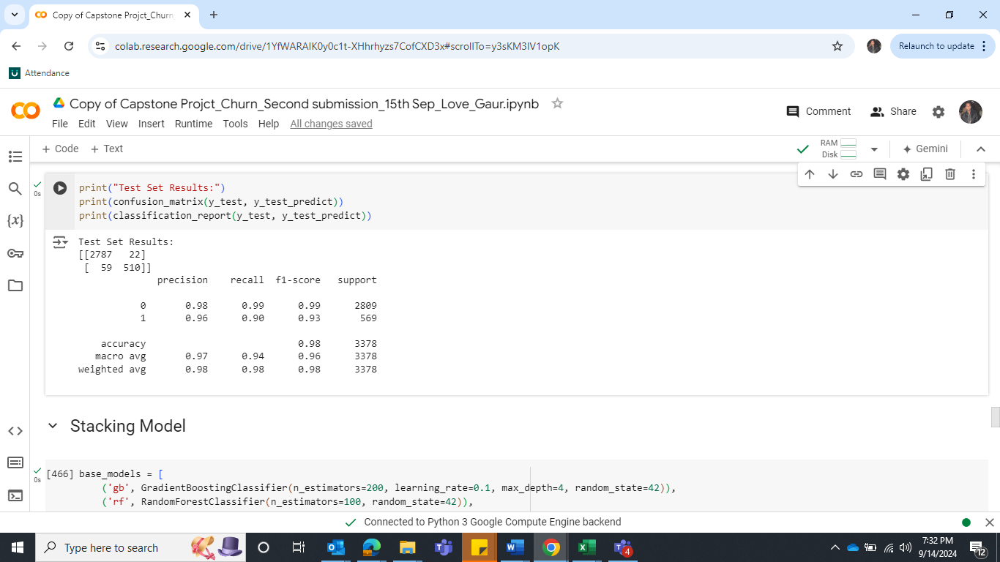 Copy of Capstone Projct_Churn_
colab.research.google.com/drive/1YfWARAIK0y0c1t-XHhrhyzs7CofCXD3x#scrollTo=y3sKM3IV1opK
Relaunch to update
Attendance
Copy of Capstone Projct_Churn_Second submission_15th Sep_Love_Gaur.ipynb
File Edit View Insert Runtime Tools Help All changes saved
Comment Share
+ Code + Text
RAM
Disk
Gemini
print("Test Set Results:")
0s
print(confusion_matrix(y_test, y_test_predict))
print(classification_report(y_test, y_test_predict))
Test Set Results:
[[2787 22]
[ 59 510]]
precision recall f1-score support
0 0.98 0.99 0.99 2809
1 0.96 0.90 0.93 569
accuracy 0.98 3378
macro avg 0.97 0.94 0.96 3378
weighted avg 0.98 0.98 0.98 3378
Stacking Model
[466] base_models = [
0s
('gb', GradientBoostingClassifier(n_estimators=200, learning_rate=0.1, max_depth=4, random_state=42)),
('rf', RandomForestClassifier(n_estimators=100, random_state=42)),
Connected to Python 3 Google Compute Engine backend
Type here to search
4
7:32 PM
9/14/2024
12